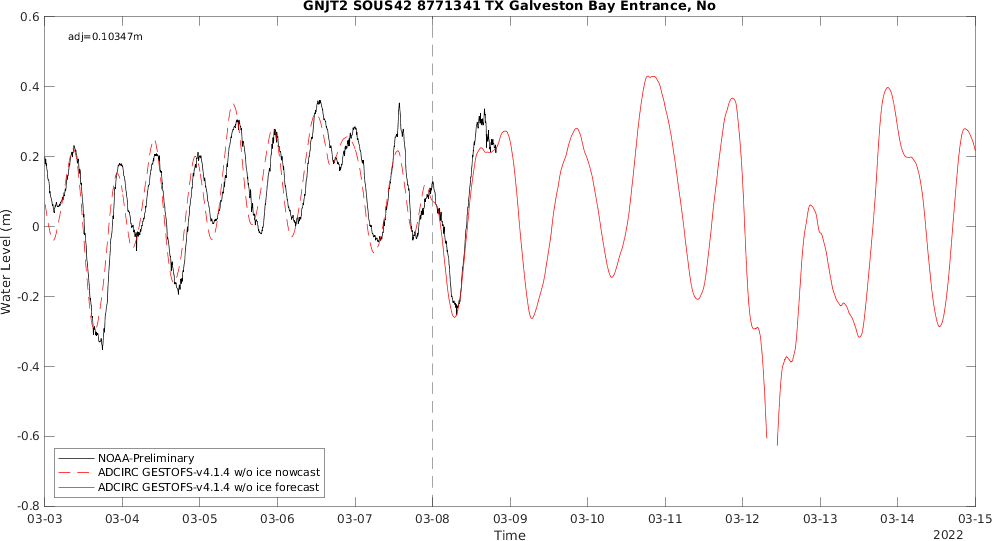 GNJT2 SOUS42 8771341 TX Galveston Bay Entrance, No
adj=0.10347m
0.6
0.4
0.2
0
-0.2
-0.4
-0.6
-0.8
Water Level (m)
NOAA-Preliminary
ADCIRC GESTOFS-v4.1.4 w/o ice nowcast
ADCIRC GESTOFS-v4.1.4 w/o ice forecast
03-03 03-04 03-05 03-06 03-07 03-08 03-09 03-10 03-11 03-12 03-13 03-14 03-15
Time
2022